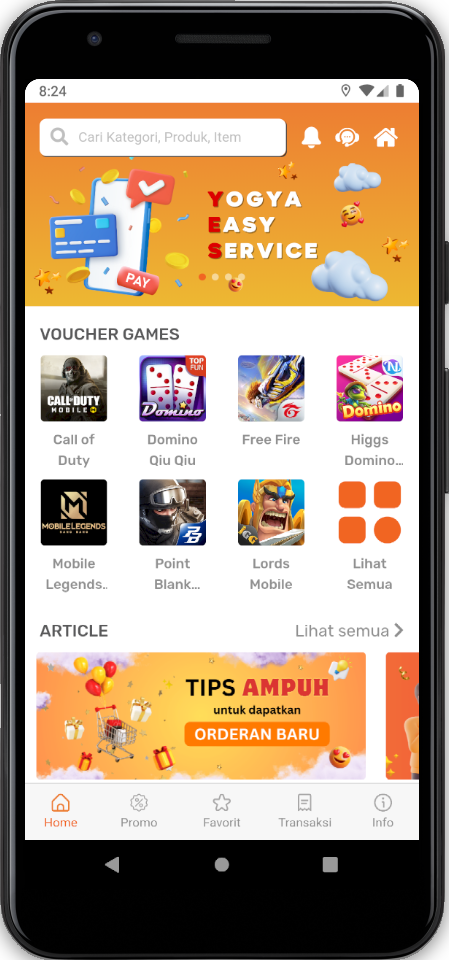 8:24
Cari Kategori, Produk, Item
YOGYA
EASY
SERVICE
PAY
VOUCHER GAMES
CALL OF DUTY
MOBILE
TOP
FUN
Domino
Domino
Call of
Duty
Domino
Qiu Qiu
Free Fire
Higgs
Domino...
MOBILE LEGENDS
BANG BANG
PB
IGG
Mobile
Legends..
Point
Blank...
Lords
Mobile
Lihat
Semua
ARTICLE
Lihat semua
TIPS AMPUH
untuk dapatkan
ORDERAN BARU
Home
Promo
Favorit
Transaksi
Info